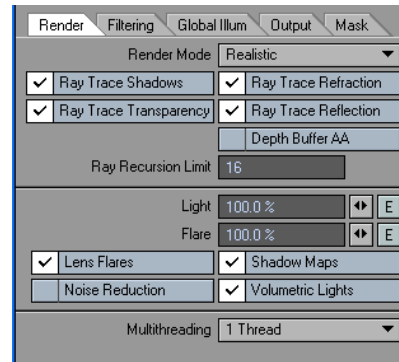 Render Filtering Global Illum Output Mask
Render Mode Realistic
Ray Trace Shadows Ray Trace Refraction
Ray Trace Transparency Ray Trace Reflection
Depth Buffer AA
Ray Recursion Limit 16
Light 100.0 % E
Flare 100.0 % E
Lens Flares Shadow Maps
Noise Reduction Volumetric Lights
Multithreading 1 Thread